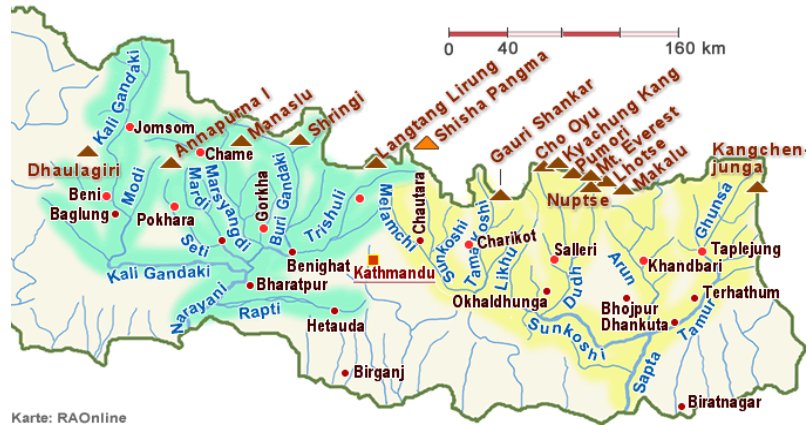 0 40 160 km
Kali Gandaki
Jomsom
Dhaulagiri
Annapurna I
Manaslu
Shringi
Langtang Lirung
Shisha Pangma
Gauri Shankar
Cho Oyu
Kyachung Kang
Pumori
Mt. Everest
Lhotse
Makalu
Nuptse
Kangchen-
junga
Chame
Beni
Baglung
Modi
Pokhara
Mardi
Marsyangdi
Seti
Gorkha
Buri Gandaki
Trishuli
Benighat
Kali Gandaki
Narayani
Bharatpur
Rapti
Hetauda
Birganj
Kathmandu
Melamchi
Chautara
Sunkoshi
Tama Koshi
Charikot
Likhu
Okhaldhunga
Salleri
Dudh
Sunkoshi
Arun
Khandbari
Bhojpur
Dhankuta
Ghunsa
Taplejung
Terhathum
Tamur
Sapta
Biratnagar
Karte: RAOnline